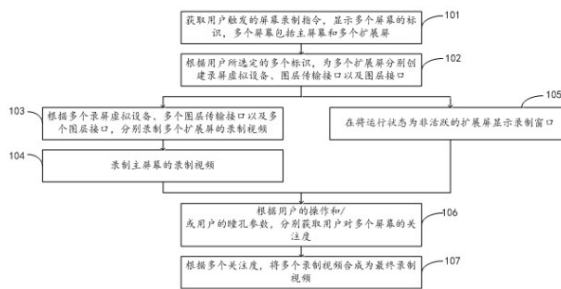 获取用户触发的屏幕录制指令，显示多个屏幕的标
识，多个屏幕包括主屏幕和多个扩展屏
101
根据用户所选定的多个标识，为多个扩展屏分别创
建录屏虚拟设备、图层传输接口以及图层接口
102
103
根据多个录屏虚拟设备、多个图层传输接口以及多
个图层接口，分别录制多个扩展屏的录制视频
105
在将运行状态为非活跃的扩展屏显示录制窗口
104
录制主屏幕的录制视频
根据用户的操作和/
或用户的瞳孔参数，分别获取用户对多个屏幕的关
注度
106
根据多个关注度，将多个录制视频合成为最终录制
视频
107